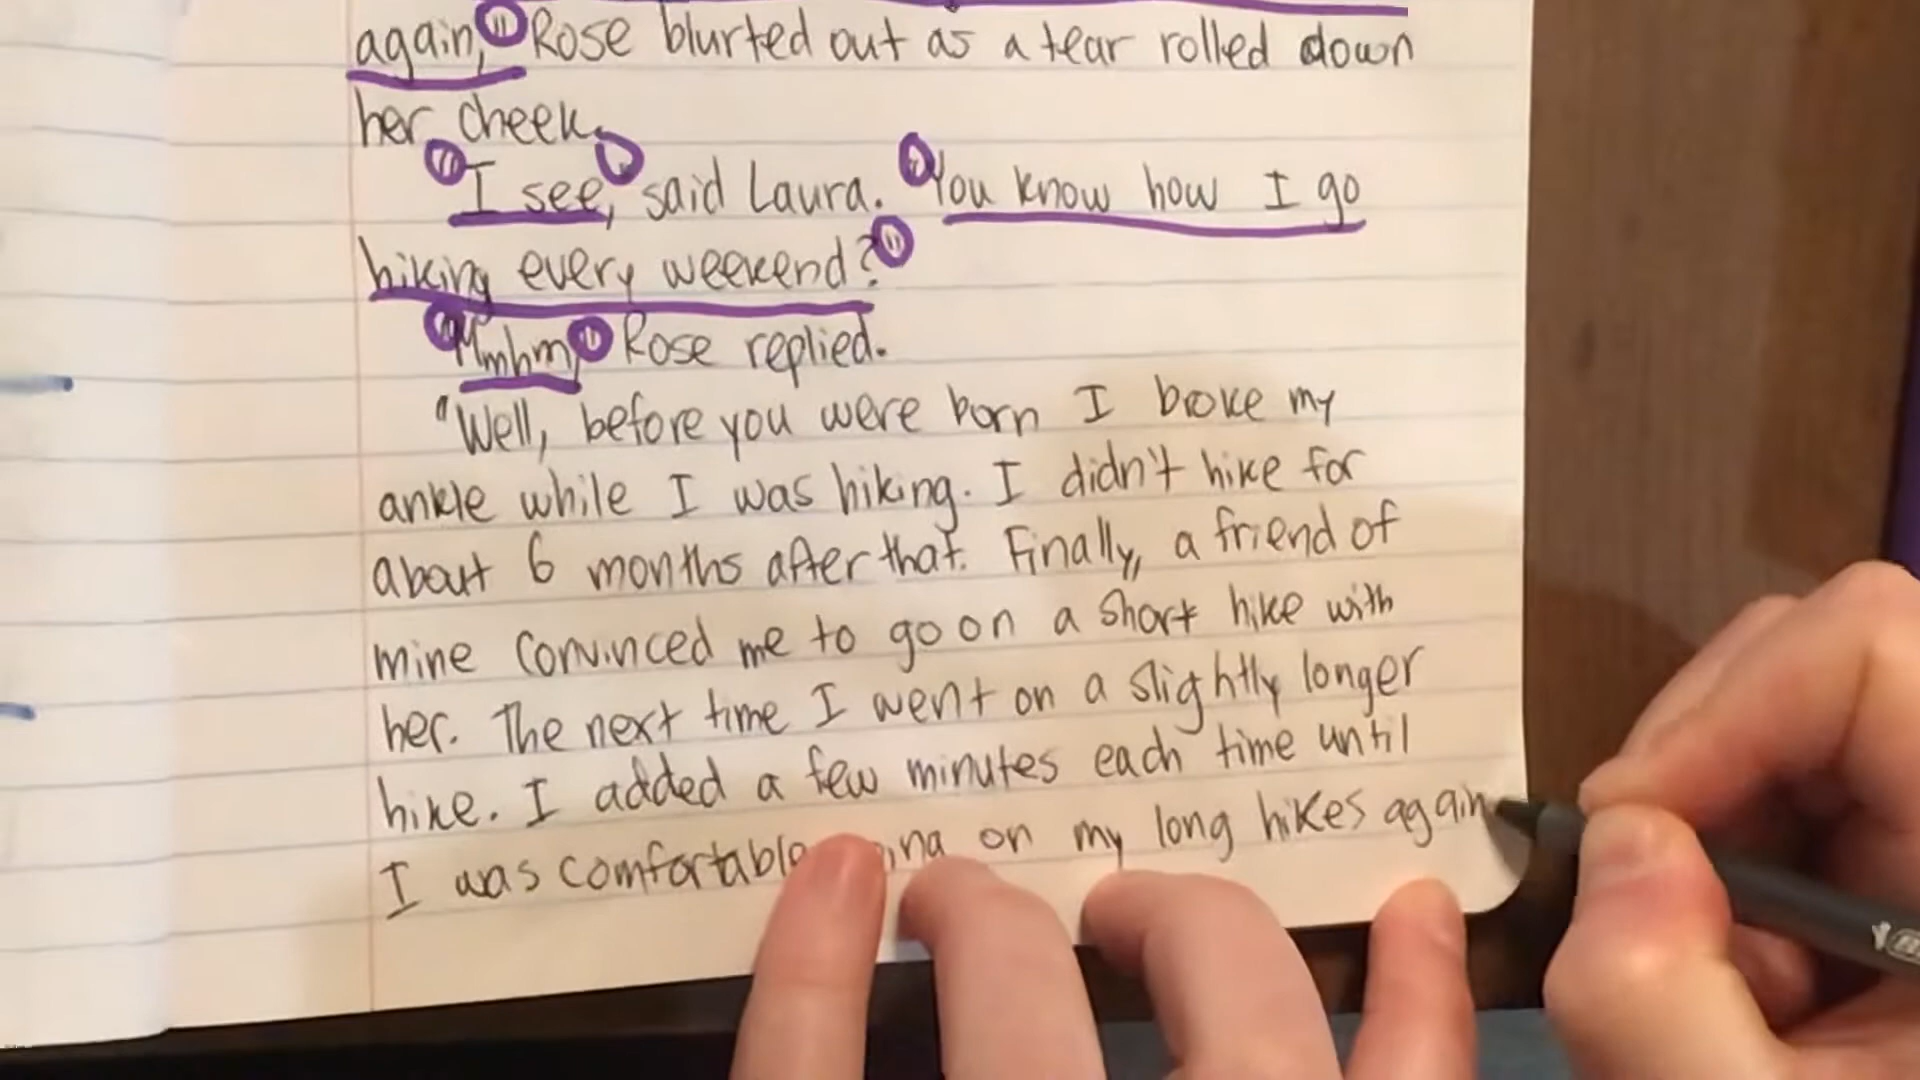 again," Rose blurted out as a tear rolled down
her cheek.
"I see," said Laura. "You know how I go
hiking every weekend?"
"Mmhm," Rose replied.
"Well, before you were born I broke my
ankle while I was hiking. I didn't hike for
about 6 months after that. Finally, a friend of
mine convinced me to go on a short hike with
her. The next time I went on a slightly longer
hike. I added a few minutes each time until
I was comfortable on my long hikes again